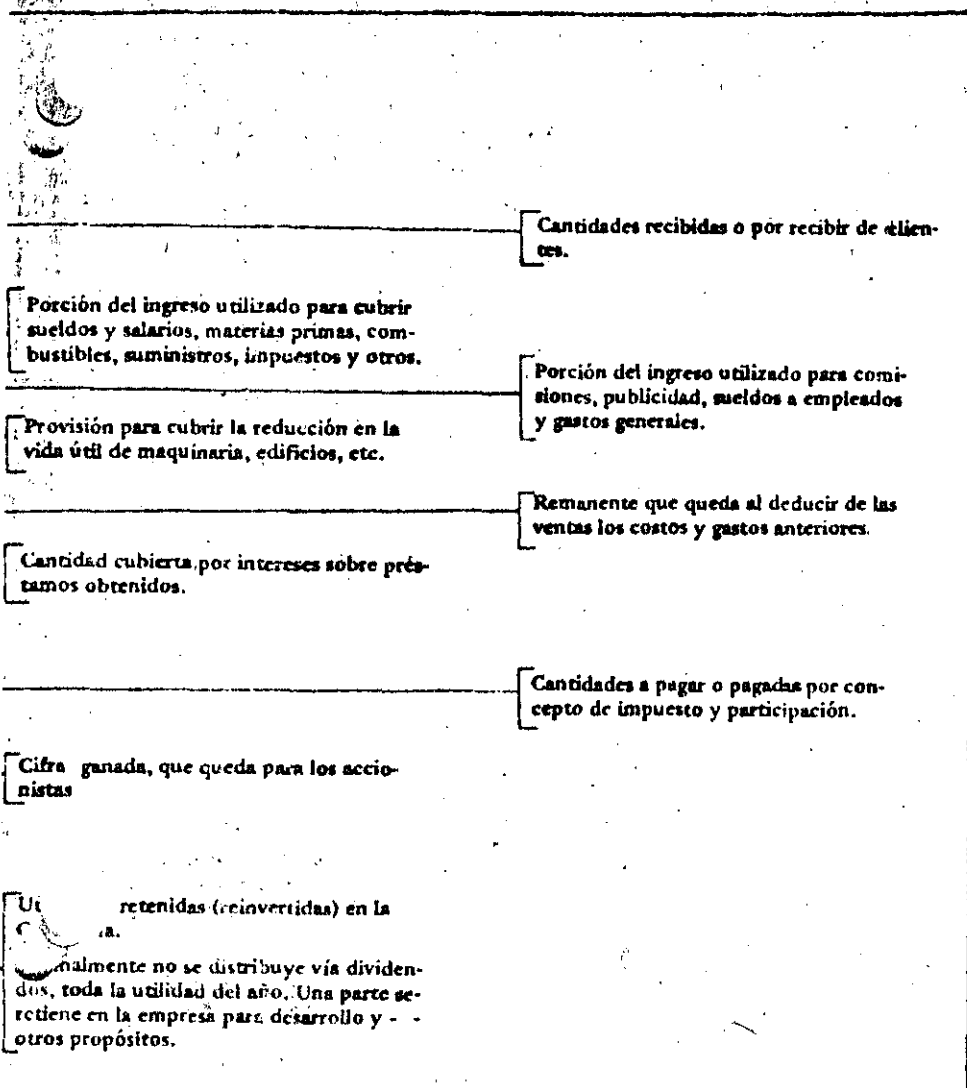 Cantidades recibidas o por recibir de clien-
tes.
Porción del ingreso utilizado para cubrir
sueldos y salarios, materias primas, com-
bustibles, suministros, impuestos y otros.
Porción del ingreso utilizado para comi-
siones, publicidad, sueldos a empleados
y gastos generales.
Provisión para cubrir la reducción en la
vida útil de maquinaria, edificios, etc.
Remanente que queda al deducir de las
ventas los costos y gastos anteriores.
Cantidad cubierta por intereses sobre prés-
tamos obtenidos.
Cantidades a pagar o pagadas por con-
cepto de impuesto y participación.
Cifra ganada, que queda para los accio-
nistas
retenidas (reinvertidas) en la
no se distribuye vía dividen-
dos, toda la utilidad del año. Una parte se-
retiene en la empresa para desarrollo y - -
otros propósitos.